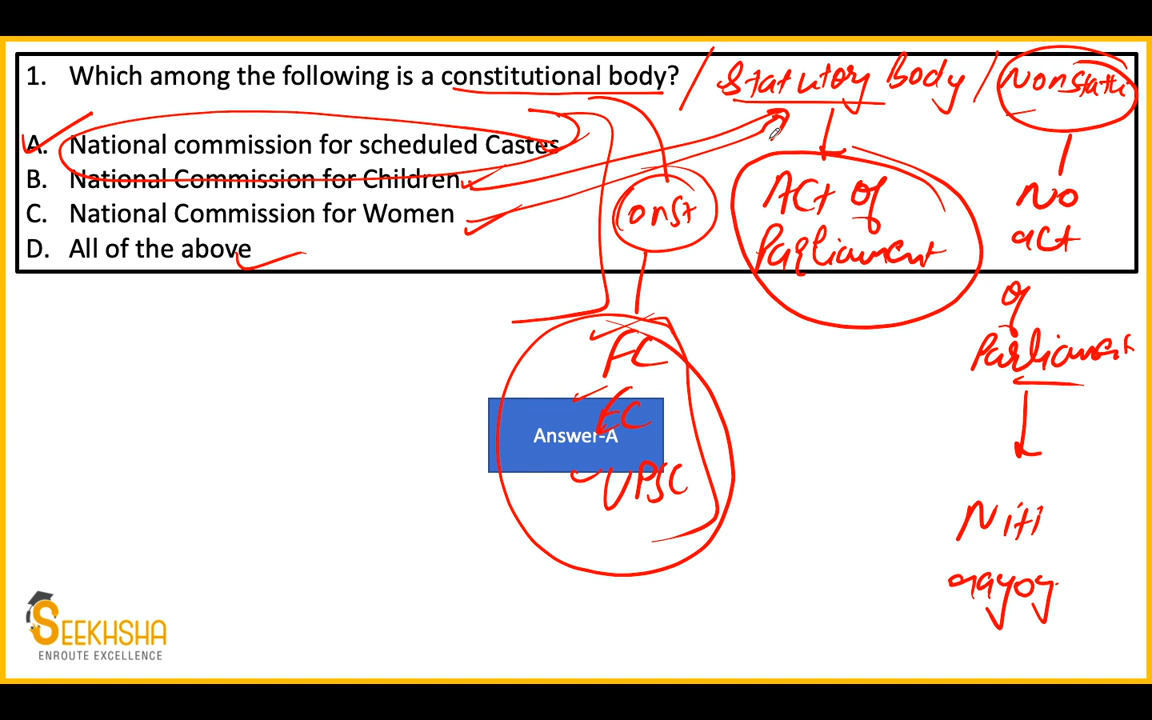 1. Which among the following is a constitutional body? / Statutory Body / Nonstatti
A. National commission for scheduled Castes
B. National Commission for Children
C. National Commission for Women
D. All of the above
Const
Act of
Parliament
No
act
of
Parliament
FC
EC
UPSC
Answer-A
Niti
aayog
SEEKHSHA
ENROUTE EXCELLENCE